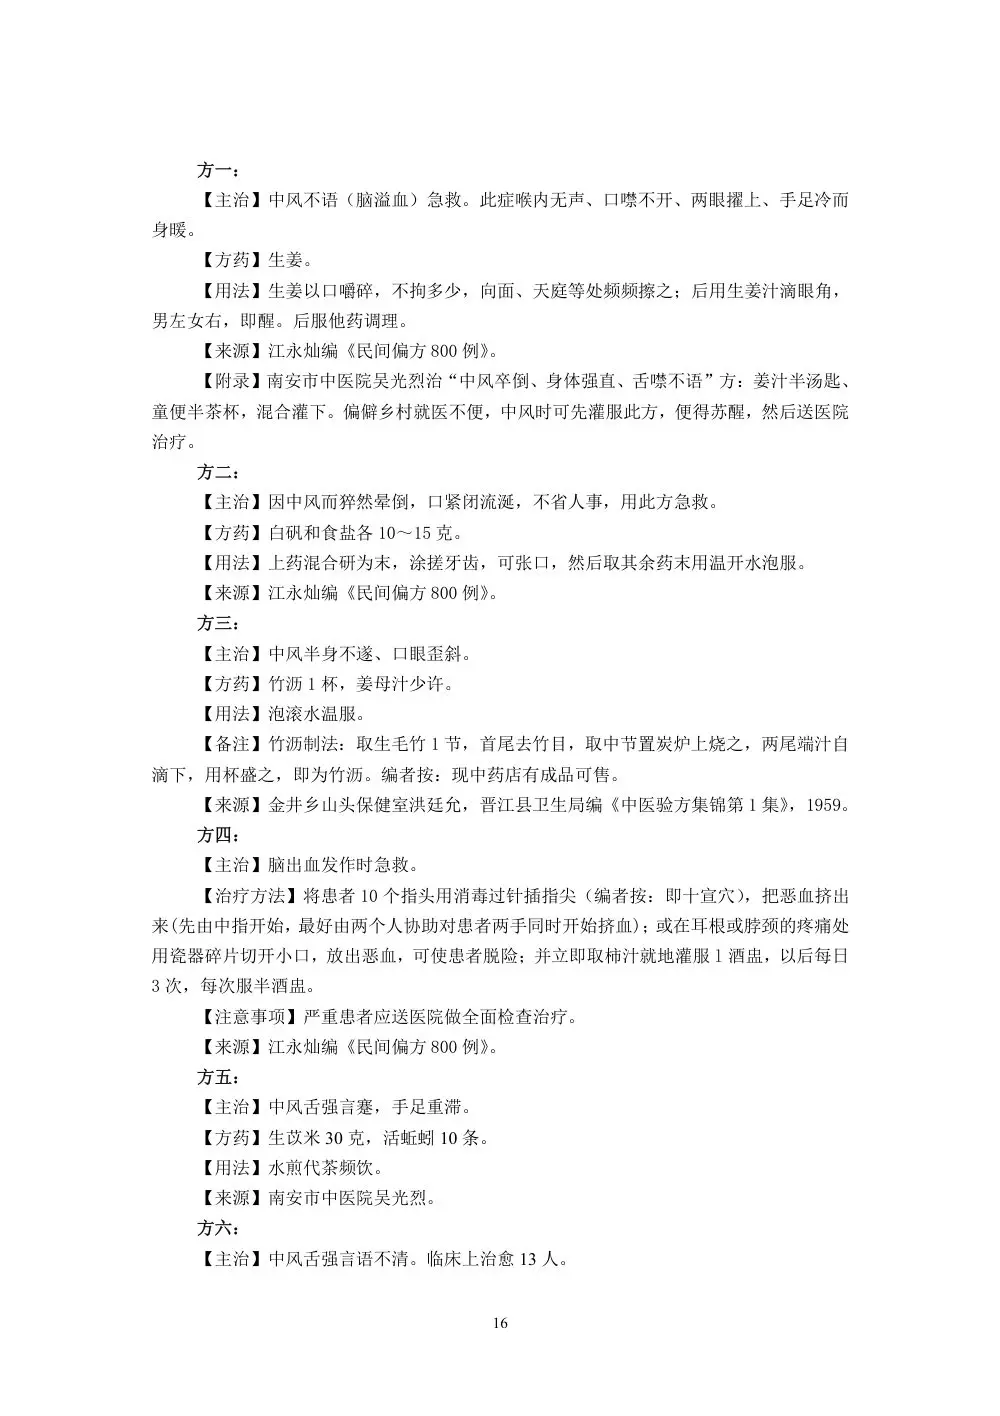 方一：
【主治】中风不语（脑溢血）急救。此症喉内无声、口噤不开、两眼擢上、手足冷而
身暖。
【方药】生姜。
【用法】生姜以口嚼碎，不拘多少，向面、天庭等处频频擦之；后用生姜汁滴眼角，
男左女右，即醒。后服他药调理。
【来源】江永灿编《民间偏方 800 例》。
【附录】南安市中医院吴光烈治“中风卒倒、身体强直、舌噤不语”方：姜汁半汤匙、
童便半茶杯，混合灌下。偏僻乡村就医不便，中风时可先灌服此方，便得苏醒，然后送医院
治疗。
方二：
【主治】因中风而猝然晕倒，口紧闭流涎，不省人事，用此方急救。
【方药】白矾和食盐各 10～15 克。
【用法】上药混合研为末，涂搓牙齿，可张口，然后取其余药末用温开水泡服。
【来源】江永灿编《民间偏方 800 例》。
方三：
【主治】中风半身不遂、口眼歪斜。
【方药】竹沥 1 杯，姜母汁少许。
【用法】泡滚水温服。
【备注】竹沥制法：取生毛竹 1 节，首尾去竹目，取中节置炭炉上烧之，两尾端汁自
滴下，用杯盛之，即为竹沥。编者按：现中药店有成品可售。
【来源】金井乡山头保健室洪廷允，晋江县卫生局编《中医验方集锦第 1 集》，1959。
方四：
【主治】脑出血发作时急救。
【治疗方法】将患者 10 个指头用消毒过针插指尖（编者按：即十宣穴），把恶血挤出
来(先由中指开始，最好由两个人协助对患者两手同时开始挤血)；或在耳根或脖颈的疼痛处
用瓷器碎片切开小口，放出恶血，可使患者脱险；并立即取柿汁就地灌服 1 酒盅，以后每日
3 次，每次服半酒盅。
【注意事项】严重患者应送医院做全面检查治疗。
【来源】江永灿编《民间偏方 800 例》。
方五：
【主治】中风舌强言蹇，手足重滞。
【方药】生苡米 30 克，活蚯蚓 10 条。
【用法】水煎代茶频饮。
【来源】南安市中医院吴光烈。
方六：
【主治】中风舌强言语不清。临床上治愈 13 人。
16